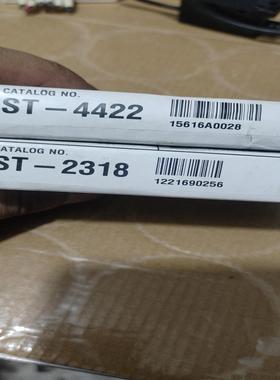 CATALOG NO.
ST-4422
15616A0028
CATALOG NO.
ST-2318
1221690256